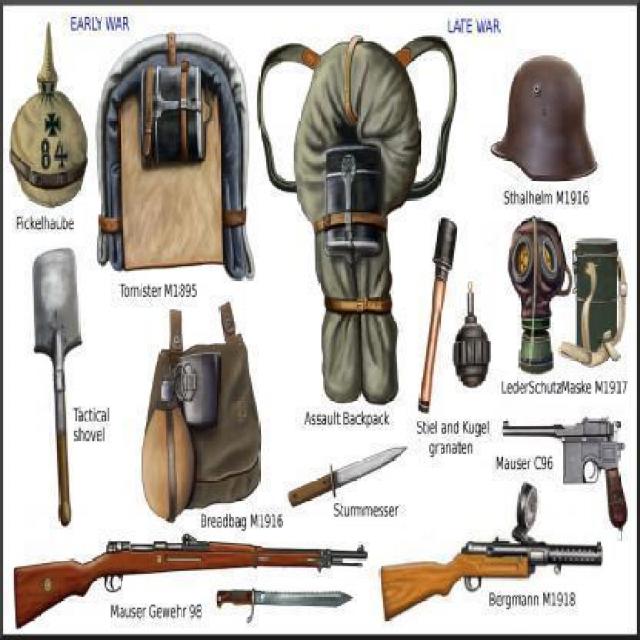 EARLY WAR
LATE WAR
84
Pickelhaube
Tornister M1895
Sthalhelm M1916
Tactical
shovel
Breadbag M1916
Assault Backpack
Stiel and Kugel
granaten
LederSchutzMaske M1917
Mauser C96
Sturmmesser
Mauser Gewehr 98
Bergmann M1918